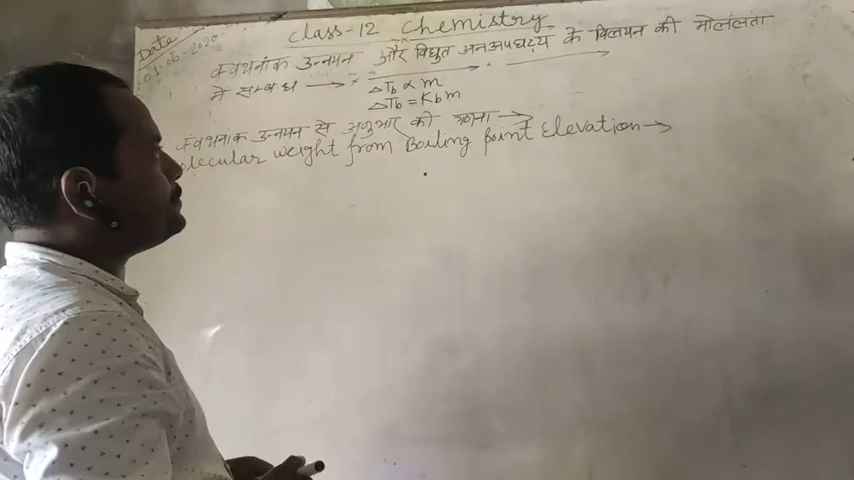 Date
01-06-2020
Class-12 Chemistry
क्वथनांक उन्नयन और विद्युत अनअपघट्य के विलयन की मोललता
मे सम्बंध →
ΔTb ∝ m
ΔTb = Kbm
क्वथनांक उन्नयन से अणुभार की
olecular weight from Boiling point Elevation →